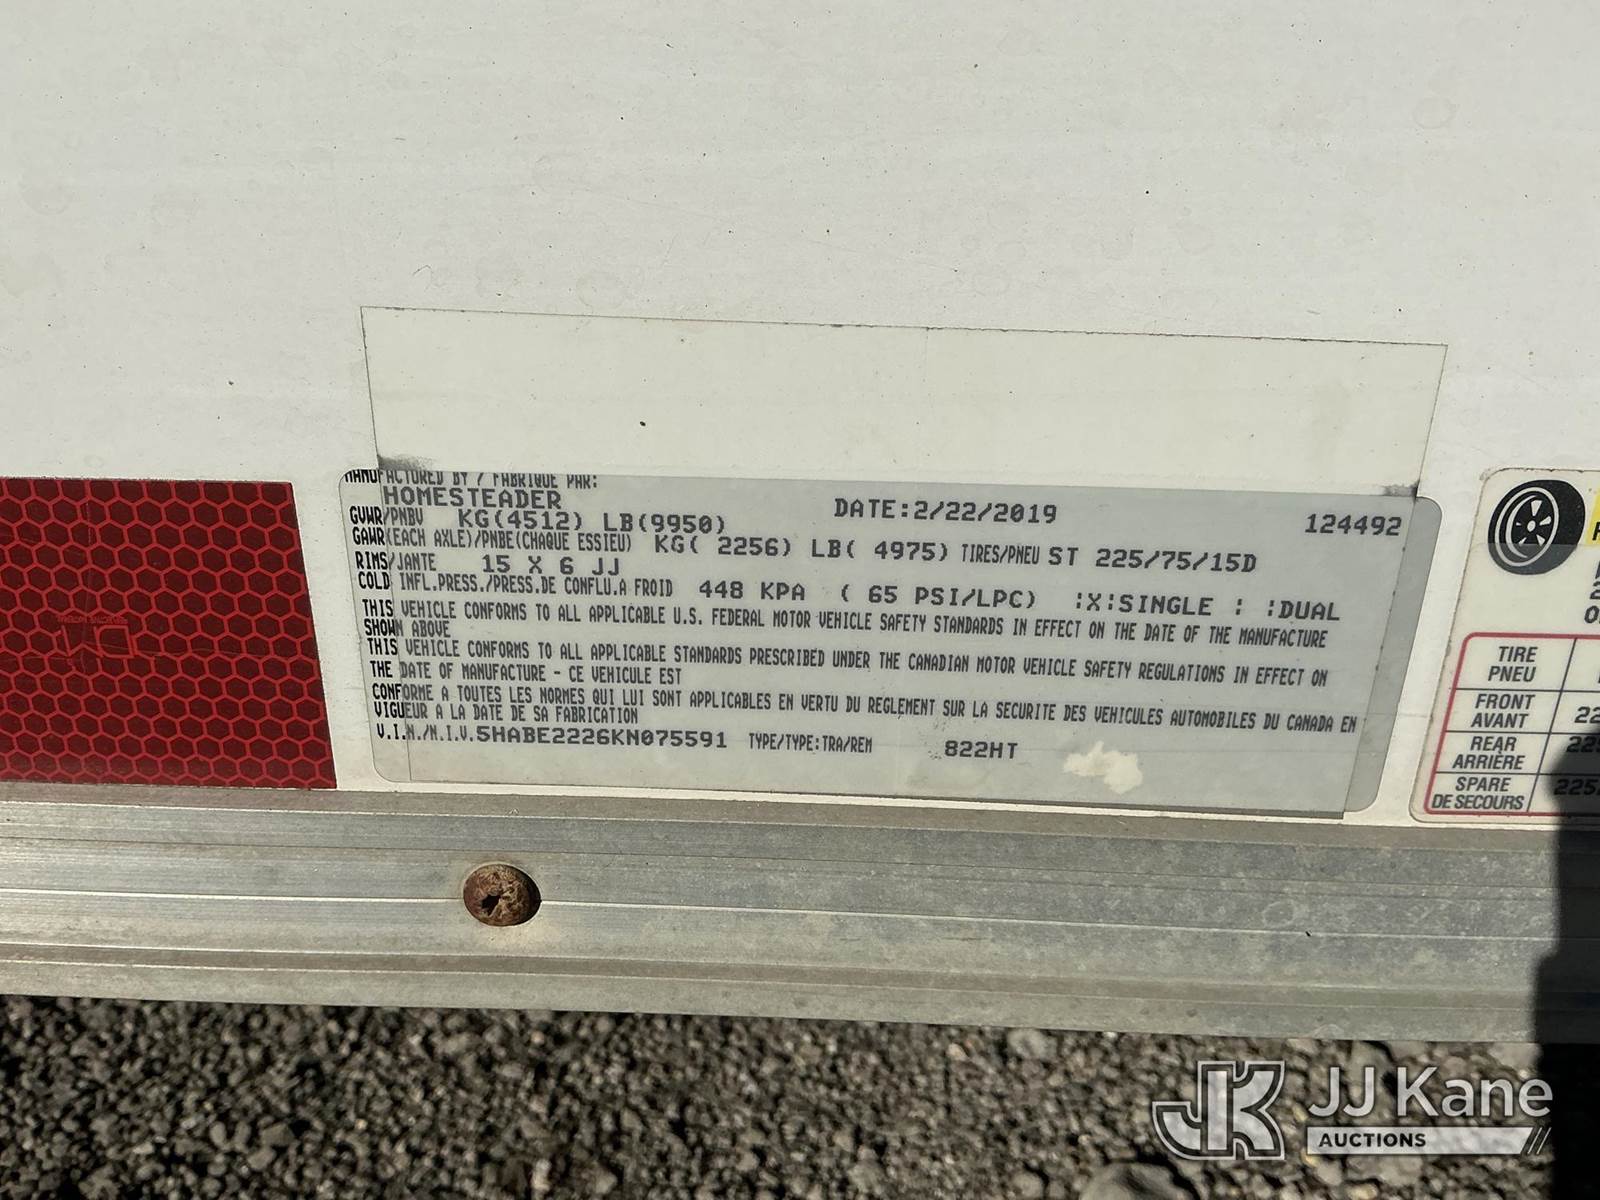 MANUFACTURED BY / FABRIQUE PAR:
HOMESTEADER DATE:2/22/2019 124492
GVWR/PNBV KG(4512) LB(9950)
GAWR(EACH AXLE)/PNBE(CHAQUE ESSIEU) KG( 2256) LB( 4975) TIRES/PNEU ST 225/75/15D
RIMS/JANTE 15 X 6 JJ
COLD INFL.PRESS./PRESS.DE CONFLU.A FROID 448 KPA ( 65 PSI/LPC) :X:SINGLE : :DUAL
THIS VEHICLE CONFORMS TO ALL APPLICABLE U.S. FEDERAL MOTOR VEHICLE SAFETY STANDARDS IN EFFECT ON THE DATE OF THE MANUFACTURE
SHOWN ABOVE
THIS VEHICLE CONFORMS TO ALL APPLICABLE STANDARDS PRESCRIBED UNDER THE CANADIAN MOTOR VEHICLE SAFETY REGULATIONS IN EFFECT ON
THE DATE OF MANUFACTURE - CE VEHICULE EST
CONFORME A TOUTES LES NORMES QUI LUI SONT APPLICABLES EN VERTU DU REGLEMENT SUR LA SECURITE DES VEHICULES AUTOMOBILES DU CANADA EN
VIGUEUR A LA DATE DE SA FABRICATION
V.I.N./N.I.V.5HABE2226KN075591 TYPE/TYPE:TRA/REM 822HT
TIRE
PNEU
FRONT
AVANT
REAR
ARRIÈRE
SPARE
DE SECOURS
JK JJ Kane
AUCTIONS